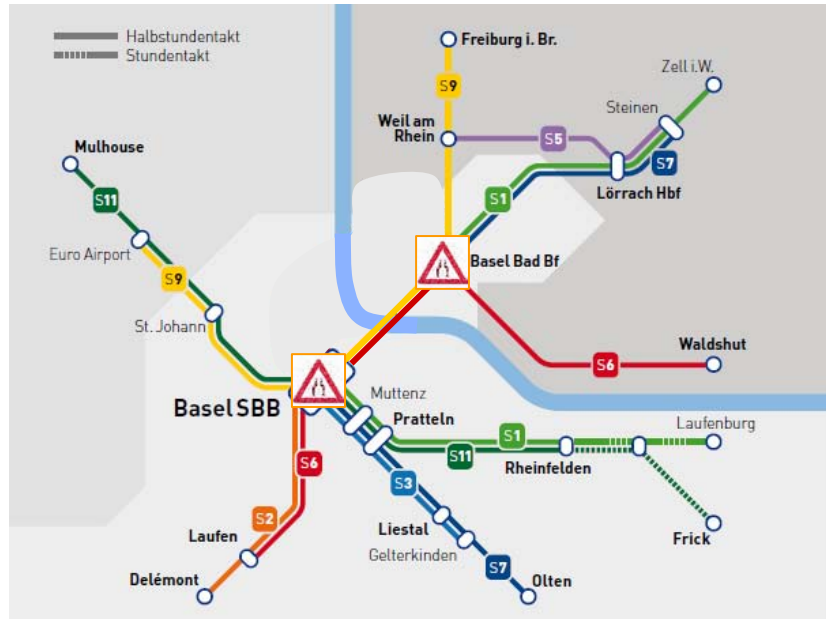 Halbstundentakt
Stundentakt
Freiburg i. Br.
S9
Zell i.W.
Steinen
Weil am
Rhein
S5
S7
Mulhouse
S11
Lörrach Hbf
S1
Euro Airport
S9
Basel Bad Bf
St. Johann
Waldshut
S6
Muttenz
Basel SBB
Pratteln
S1
Laufenburg
S11
Rheinfelden
S6
S3
S2
Liestal
Laufen
Gelterkinden
Frick
S7
Delémont
Olten